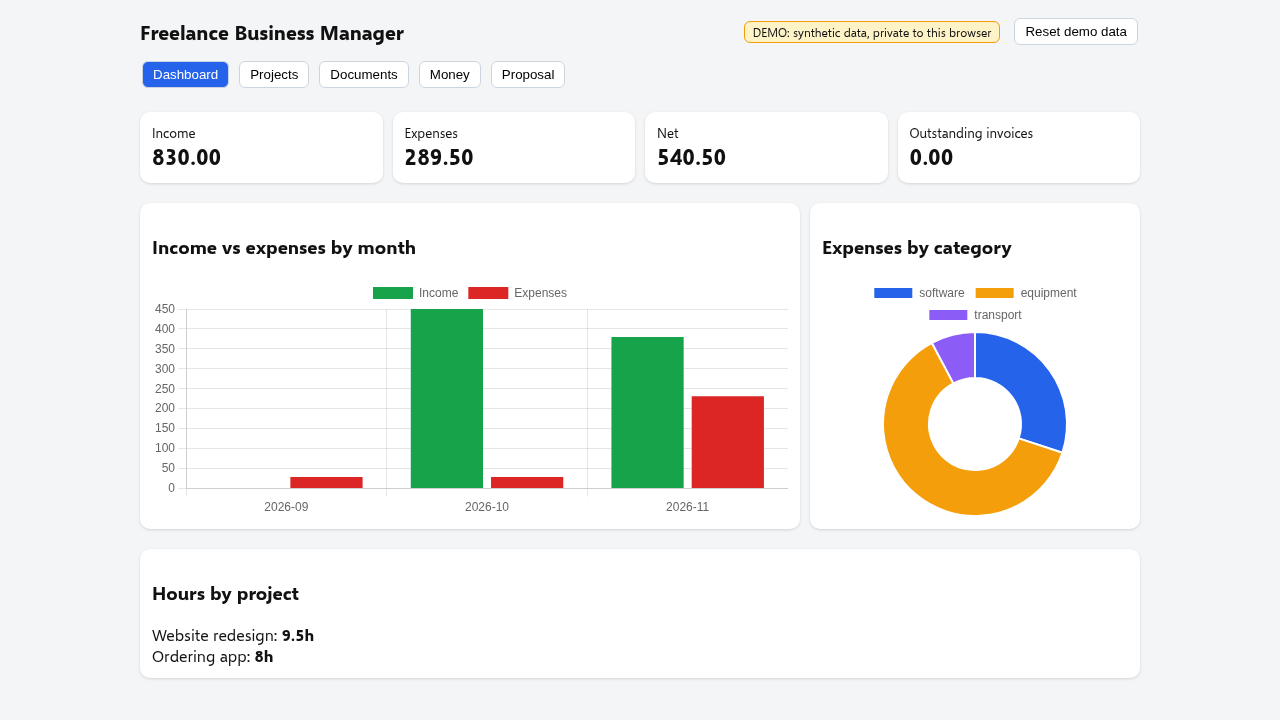 Freelance Business Manager
DEMO: synthetic data, private to this browser
Reset demo data
Dashboard
Projects
Documents
Money
Proposal
Income
830.00
Expenses
289.50
Net
540.50
Outstanding invoices
0.00
Income vs expenses by month
Income
Expenses
450
400
350
300
250
200
150
100
50
0
2026-09
2026-10
2026-11
Expenses by category
software
equipment
transport
Hours by project
Website redesign: 9.5h
Ordering app: 8h